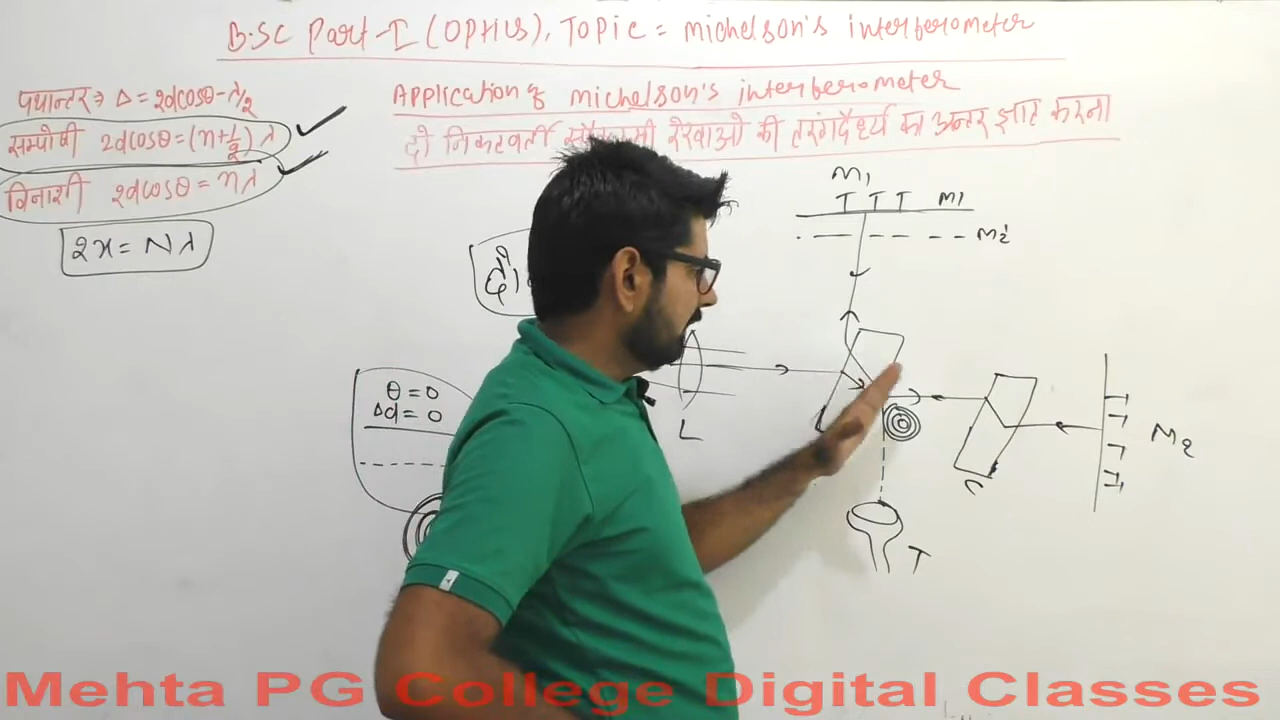 B.SC Part-I (OPtics), Topic = michelson's interferometer
पथान्तर → Δ = 2dcosθ - λ/2
सम्पोषी 2dcosθ = (n+1/2) λ
विनाशी 2dcosθ = nλ
2x = Nλ
Application of michelson's interferometer
दो निकटवर्ती रेखाओ की तरंगदैर्ध्य का अन्तर ज्ञात करना
M1
M1
M2'
θ = 0
Δd = 0
L
C
M2
T
Mehta PG College Digital Classes